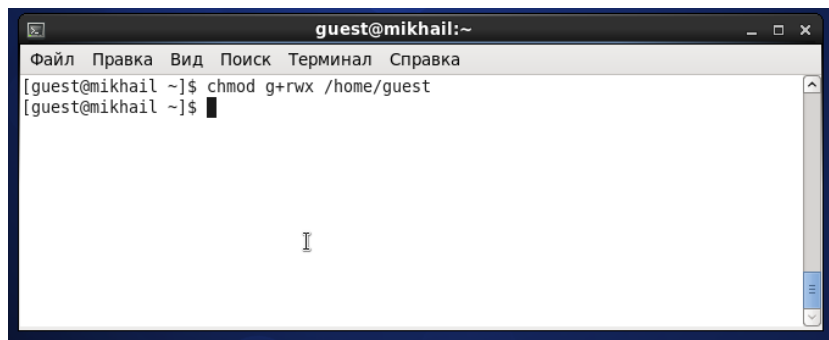 guest@mikhail:~
Файл Правка Вид Поиск Терминал Справка
[guest@mikhail ~]$ chmod g+rwx /home/guest
[guest@mikhail ~]$